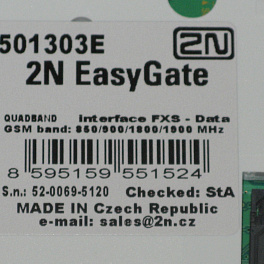 501303E
2N
2N EasyGate
QUADBAND interface FXS - Data
GSM band: 850/900/1800/1900 MHz
8 595159 551524
S.n.: 52-0069-5120 Checked: StA
MADE IN Czech Republic
e-mail: sales@2n.cz